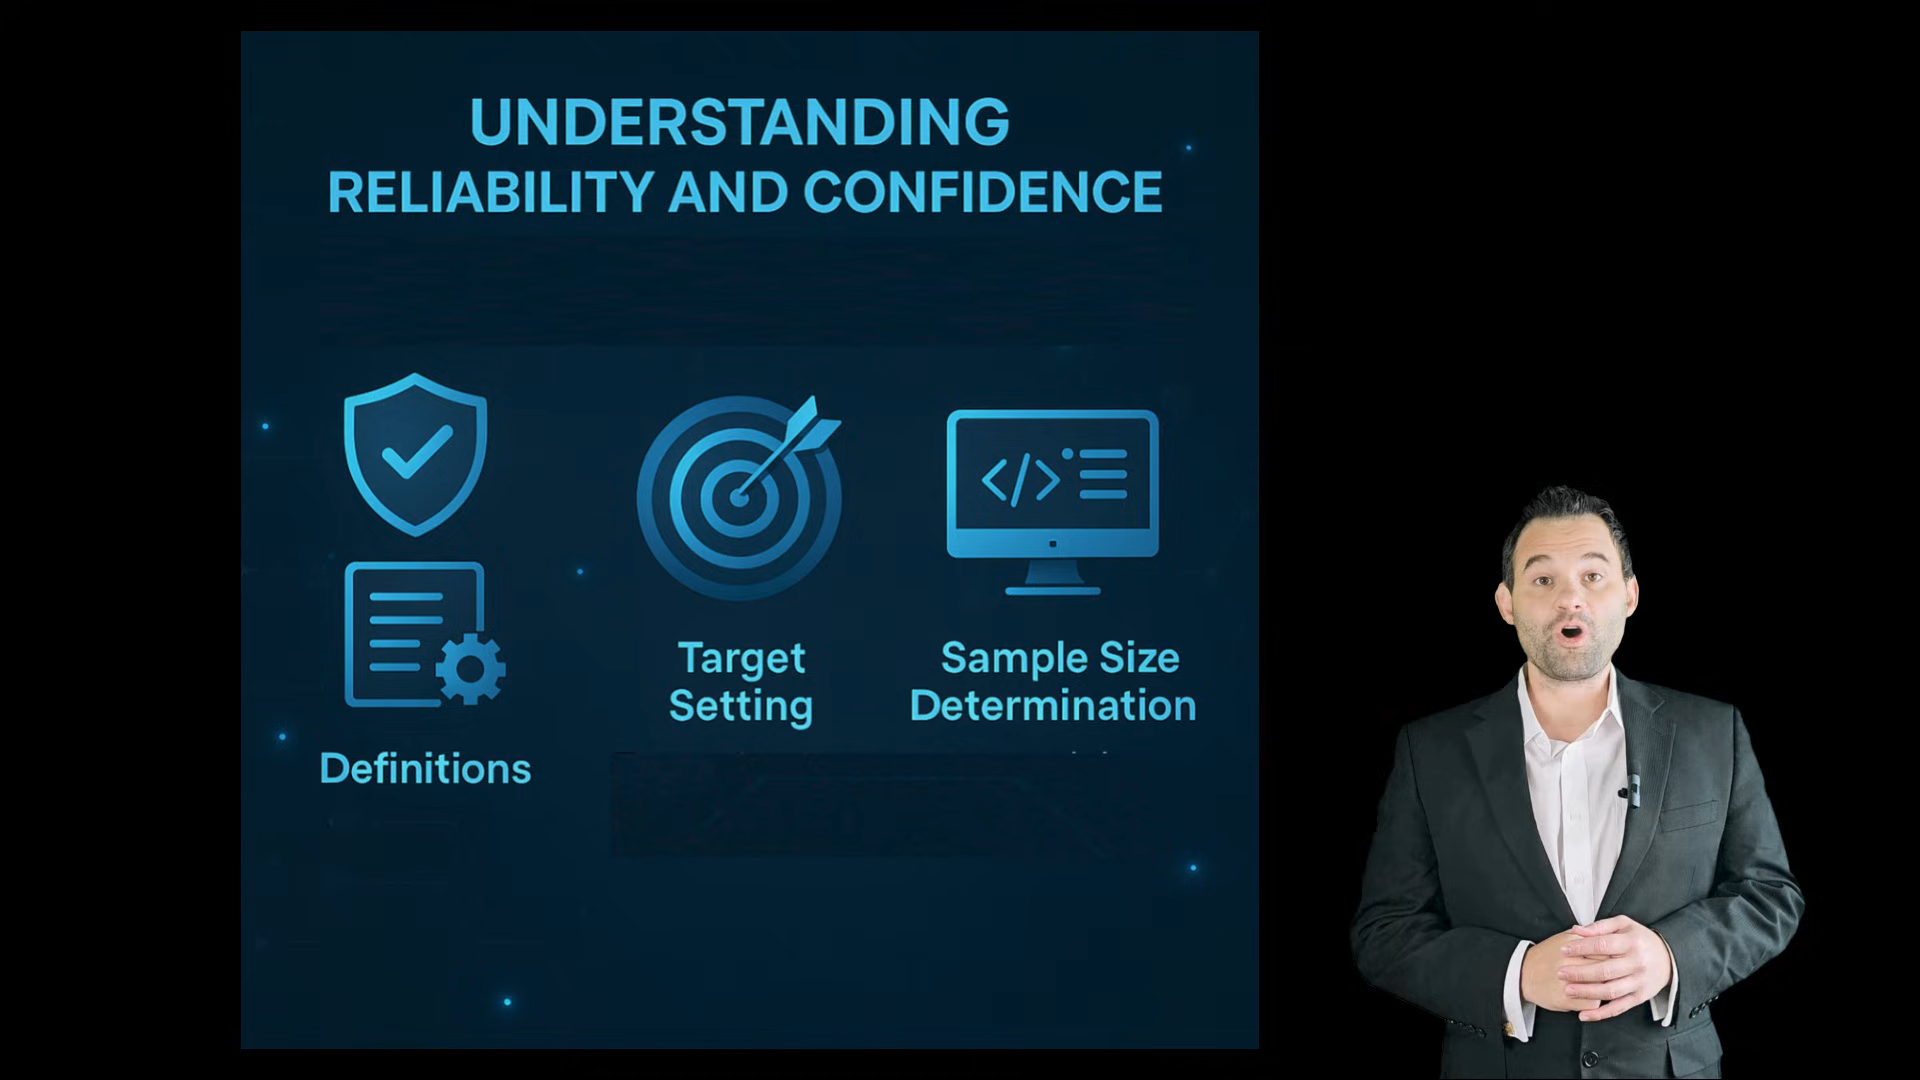 UNDERSTANDING
RELIABILITY AND CONFIDENCE
Definitions
Target
Setting
Sample Size
Determination